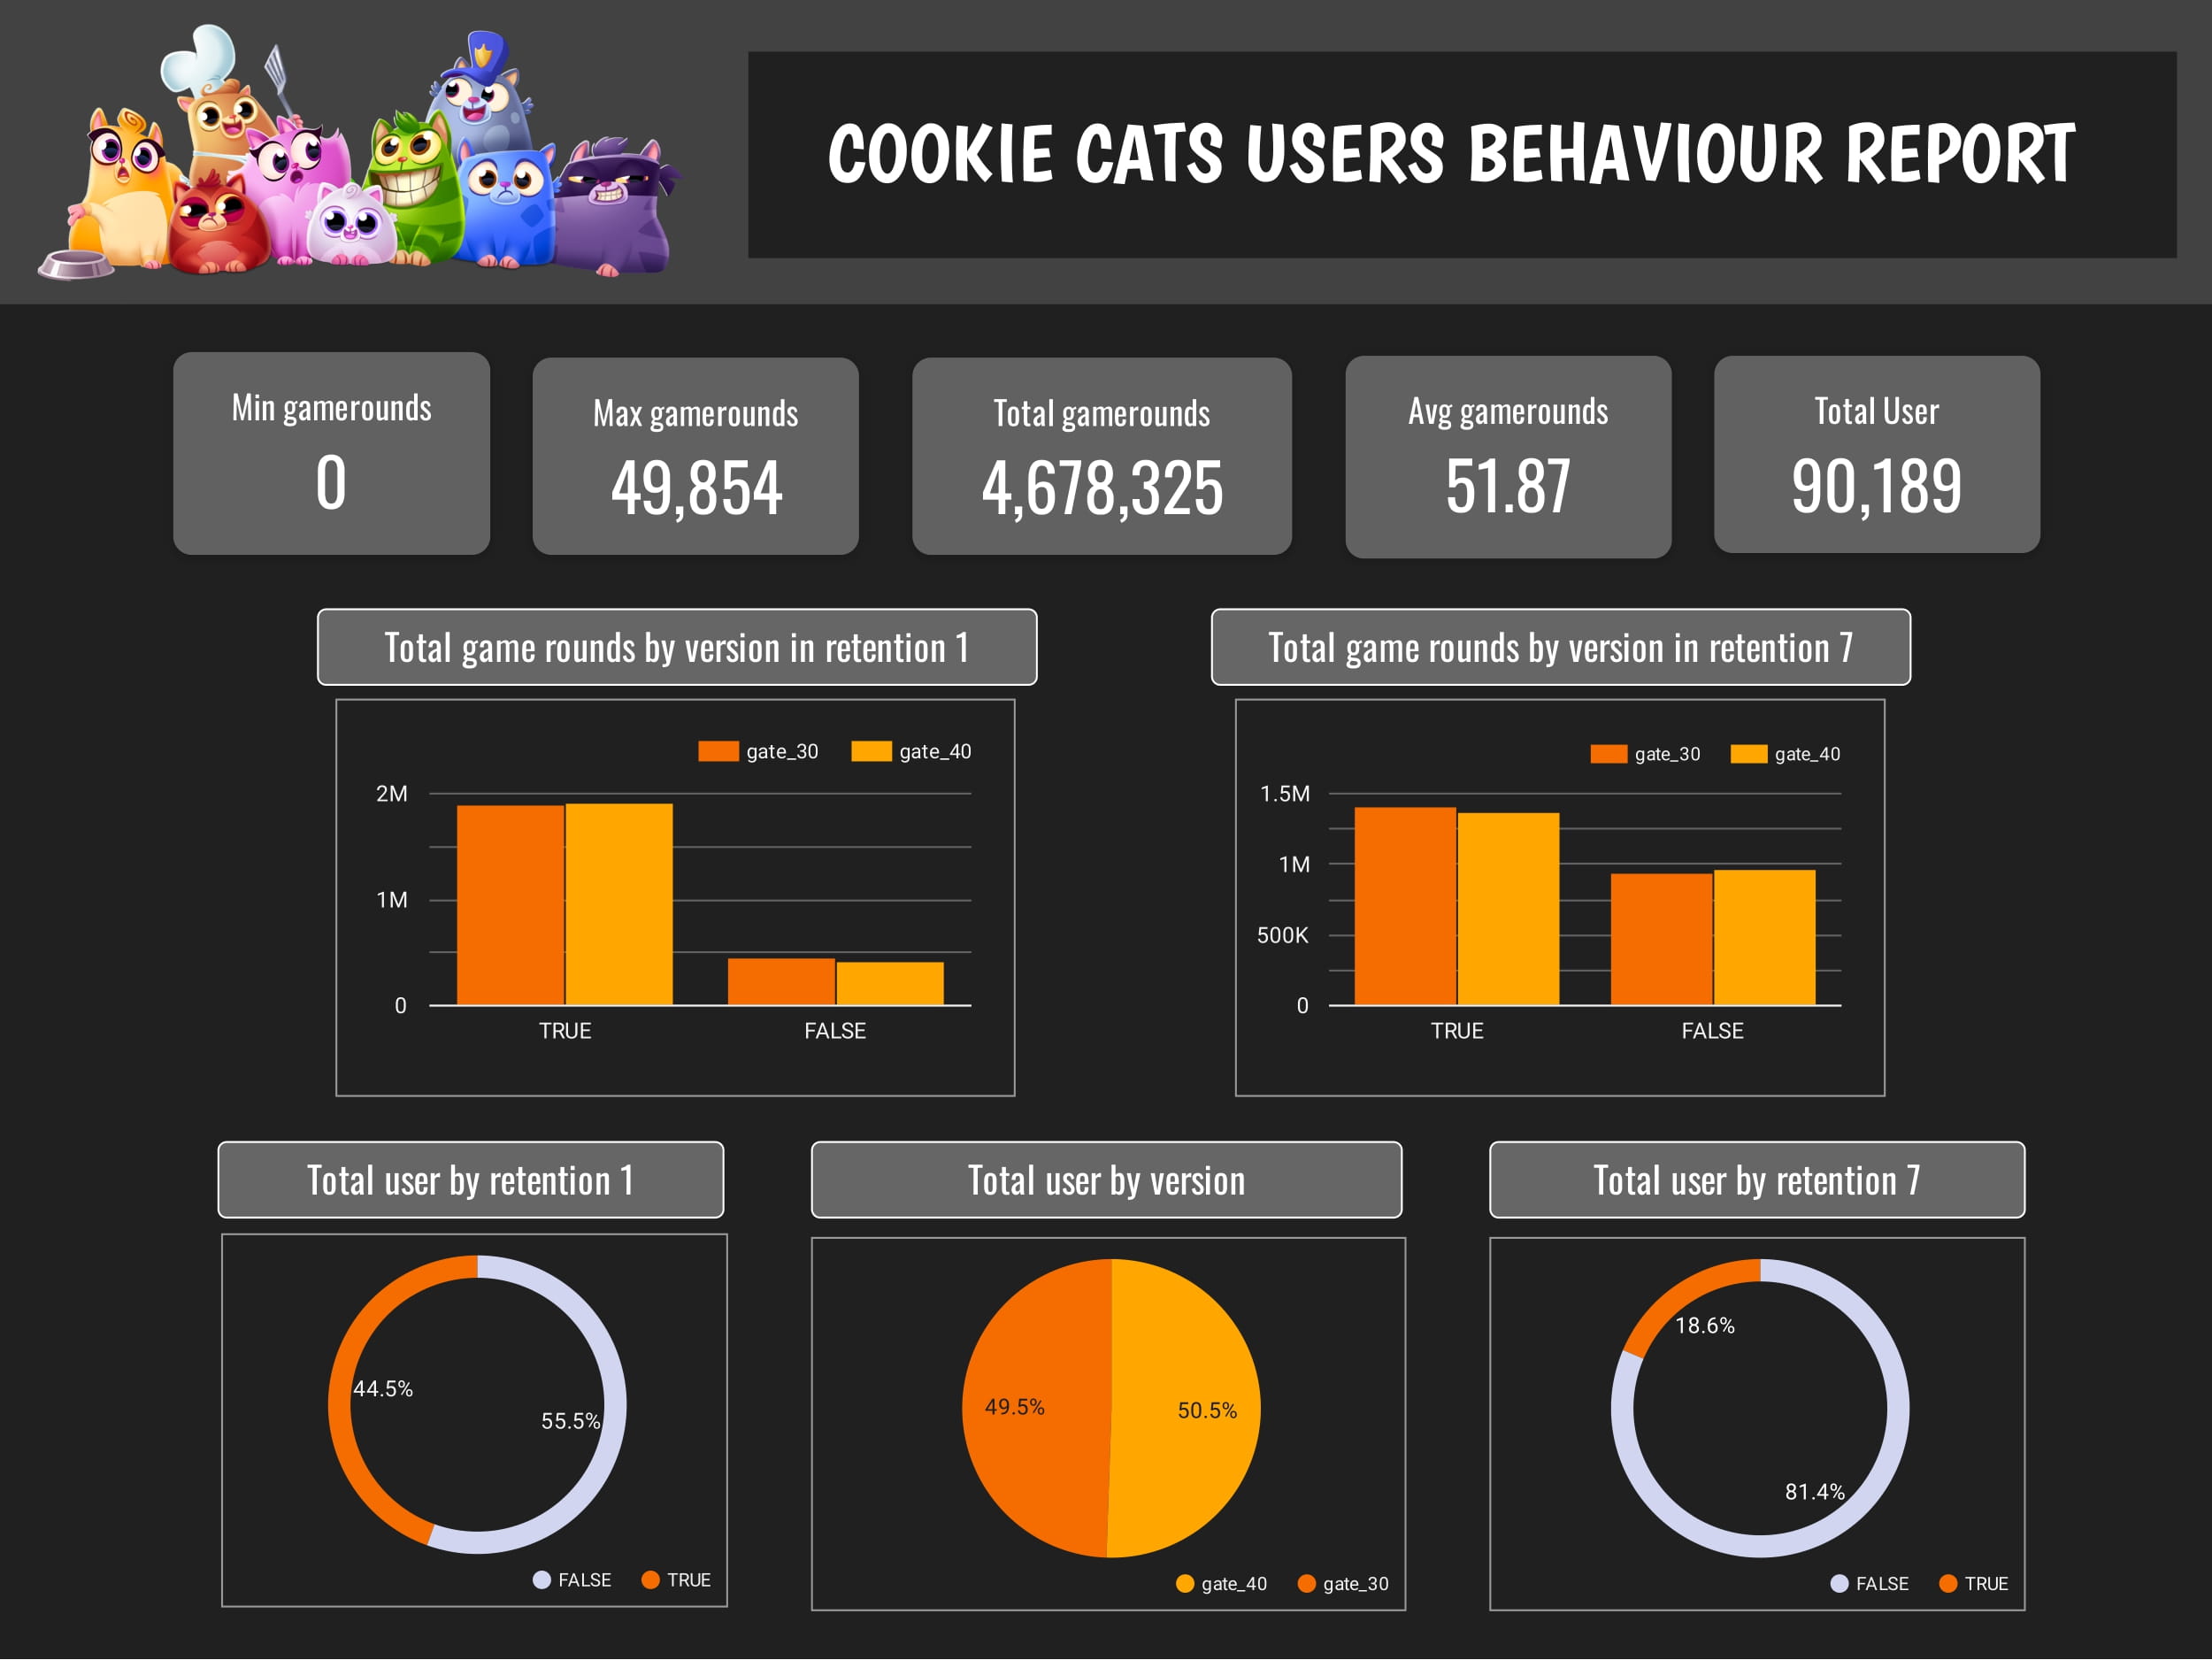 COOKIE CATS USERS BEHAVIOUR REPORT
Min gamerounds
0
Max gamerounds
49,854
Total gamerounds
4,678,325
Avg gamerounds
51.87
Total User
90,189
Total game rounds by version in retention 1
gate_30 gate_40
2M
1M
0
TRUE FALSE
Total game rounds by version in retention 7
gate_30 gate_40
1.5M
1M
500K
0
TRUE FALSE
Total user by retention 1
44.5%
55.5%
FALSE TRUE
Total user by version
49.5% 50.5%
gate_40 gate_30
Total user by retention 7
18.6%
81.4%
FALSE TRUE